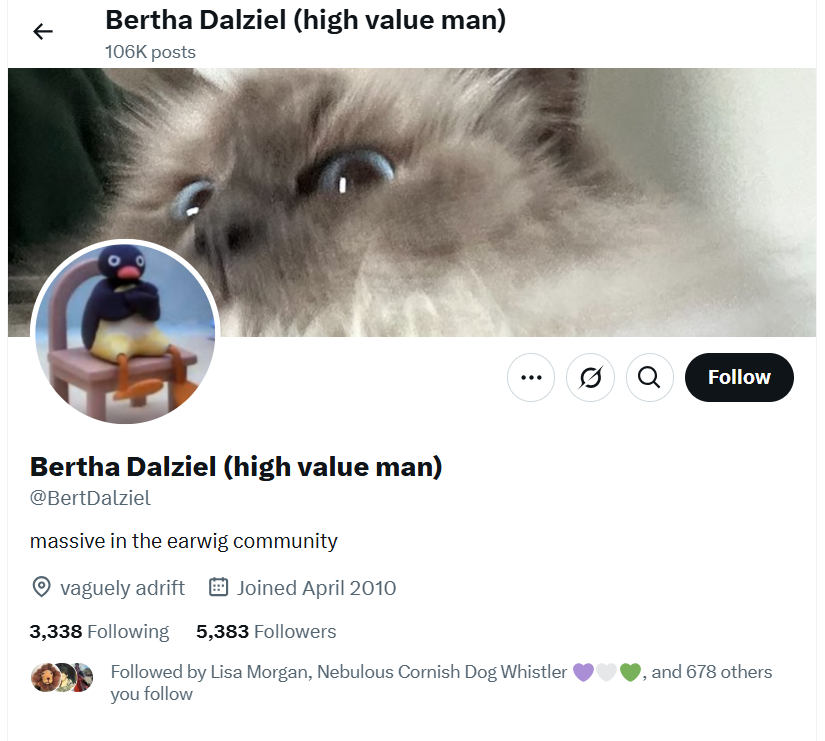 Bertha Dalziel (high value man)
106K posts
Follow
Bertha Dalziel (high value man)
@BertDalziel
massive in the earwig community
vaguely adrift Joined April 2010
3,338 Following 5,383 Followers
Followed by Lisa Morgan, Nebulous Cornish Dog Whistler 💜🤍💚, and 678 others
you follow